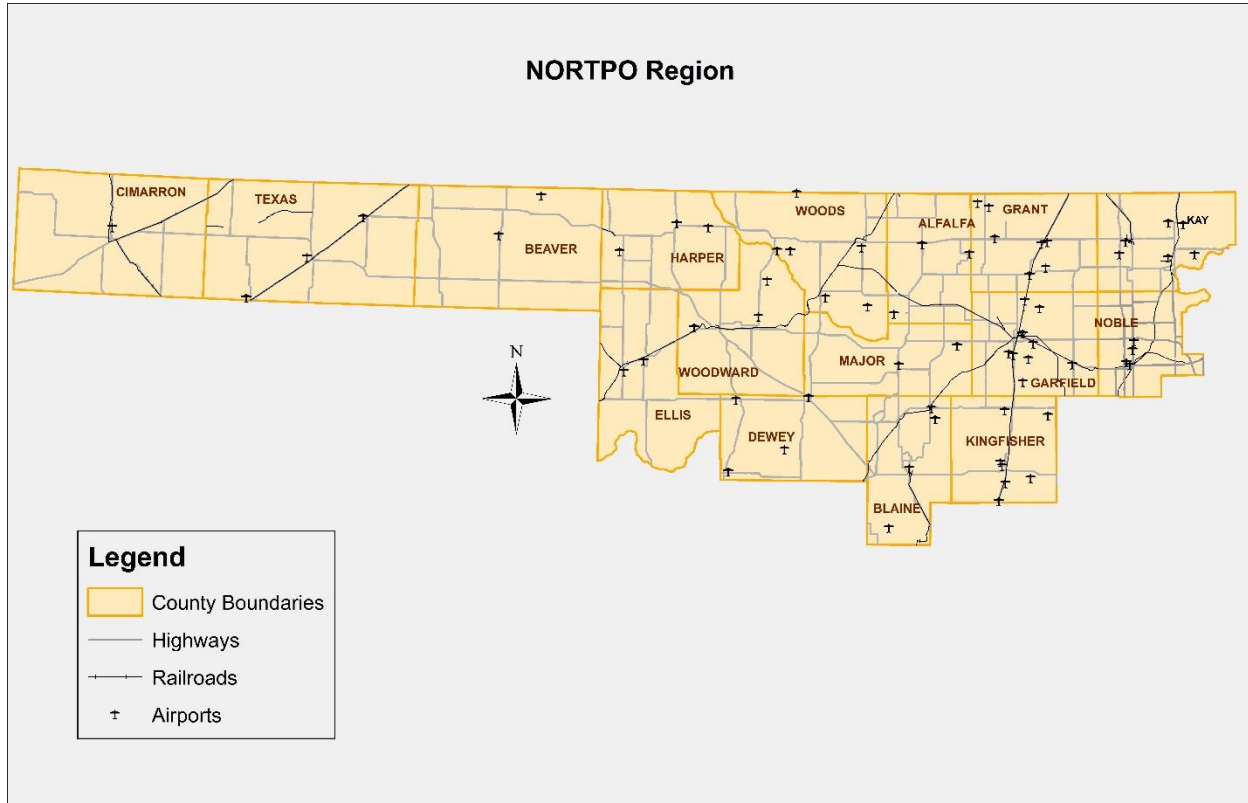 NORTPO Region
CIMARRON
TEXAS
BEAVER
HARPER
WOODS
ALFALFA
GRANT
KAY
NOBLE
WOODWARD
MAJOR
GARFIELD
ELLIS
DEWEY
KINGFISHER
BLAINE
N
Legend
County Boundaries
Highways
Railroads
Airports